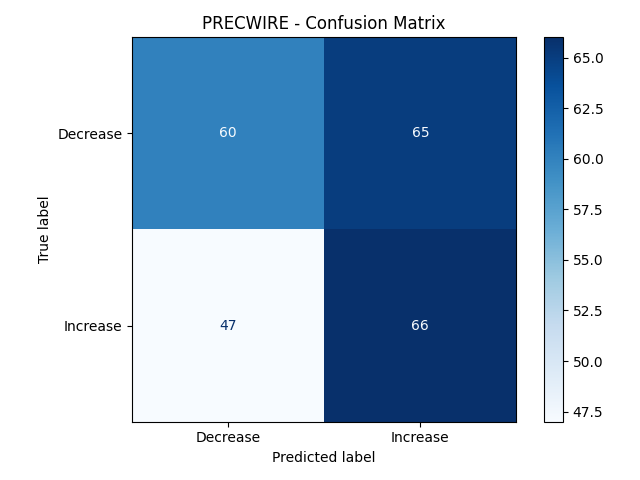 PRECWIRE - Confusion Matrix
True label
Decrease
60
65
Increase
47
66
Decrease
Increase
Predicted label
65.0
62.5
60.0
57.5
55.0
52.5
50.0
47.5